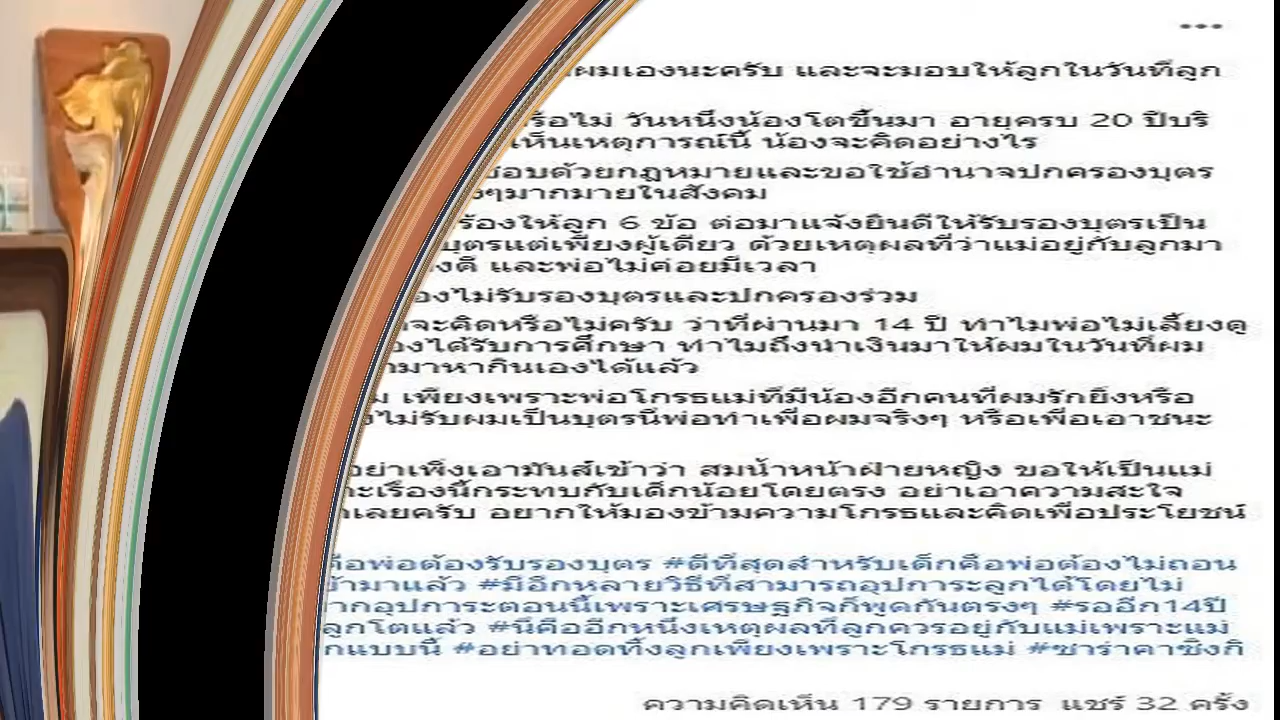 ผมเองนะครับ และจะมอบให้ลูกในวันที่ลูก
หรือไม่ วันหนึ่งน้องโตขึ้นมา อายุครบ 20 ปีบริ
เห็นเหตุการณ์นี้ น้องจะคิดอย่างไร
ชอบด้วยกฎหมายและขอใช้อำนาจปกครองบุตร
งๆมากมายในสังคม
ร้องให้ลูก 6 ข้อ ต่อมาแจ้งยินดีให้รับรองบุตรเป็น
บุตรแต่เพียงผู้เดียว ด้วยเหตุผลที่ว่าแม่อยู่กับลูกมา
งดี และพ่อไม่ค่อยมีเวลา
องไม่รับรองบุตรและปกครองร่วม
จะคิดหรือไม่ครับ ว่าที่ผ่านมา 14 ปี ทำไมพ่อไม่เลี้ยงดู
องได้รับการศึกษา ทำไมถึงนำเงินมาให้ผมในวันที่ผม
ามาหากินเองได้แล้ว
ม เพียงเพราะพ่อโกรธแม่ที่มีน้องอีกคนที่ผมรักยิ่งหรือ
งไม่รับผมเป็นบุตรนี่พ่อทำเพื่อผมจริงๆ หรือเพื่อเอาชนะ
อย่าเพิ่งเอามันส์เข้าว่า สมน้ำหน้าฝ่ายหญิง ขอให้เป็นแม่
าะเรื่องนี้กระทบกับเด็กน้อยโดยตรง อย่าเอาความสะใจ
าเลยครับ อยากให้มองข้ามความโกรธและคิดเพื่อประโยชน์
คือพ่อต้องรับรองบุตร #ดีที่สุดสำหรับเด็กคือพ่อต้องไม่ถอน
ข้ามาแล้ว #มีอีกหลายวิธีที่สามารถอุปการะลูกได้โดยไม่
ากอุปการะตอนนี้เพราะเศรษฐกิจก็พูดกันตรงๆ #รออีก14ปี
ลูกโตแล้ว #นี่คืออีกหนึ่งเหตุผลที่ลูกควรอยู่กับแม่เพราะแม่
กแบบนี้ #อย่าทอดทิ้งลูกเพียงเพราะโกรธแม่ #ซาร่าคาซิงกิ
ความคิดเห็น 179 รายการ แชร์ 32 ครั้ง